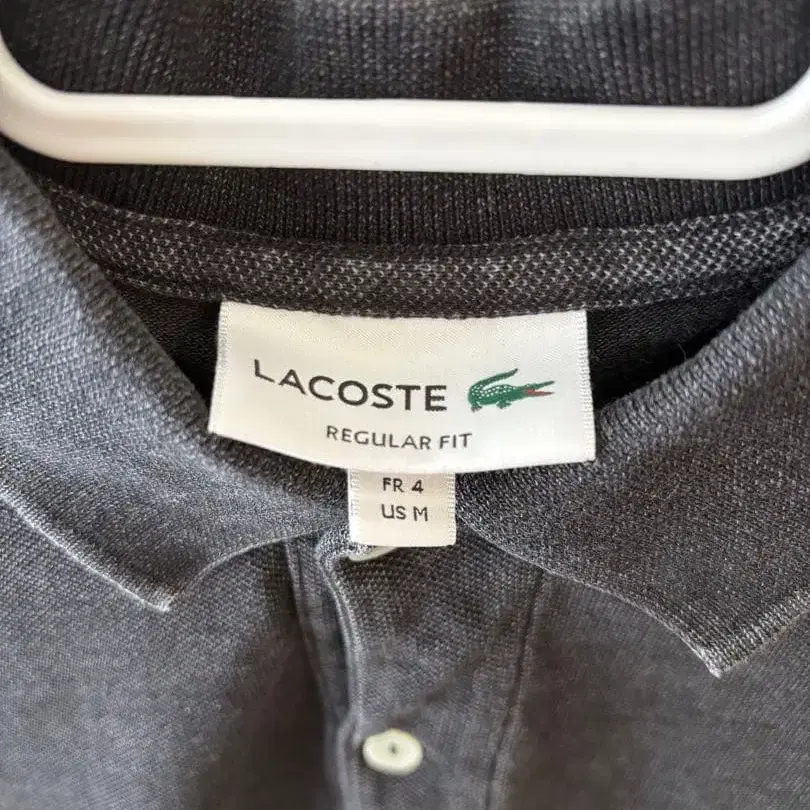 LACOSTE
REGULAR FIT
FR 4
US M